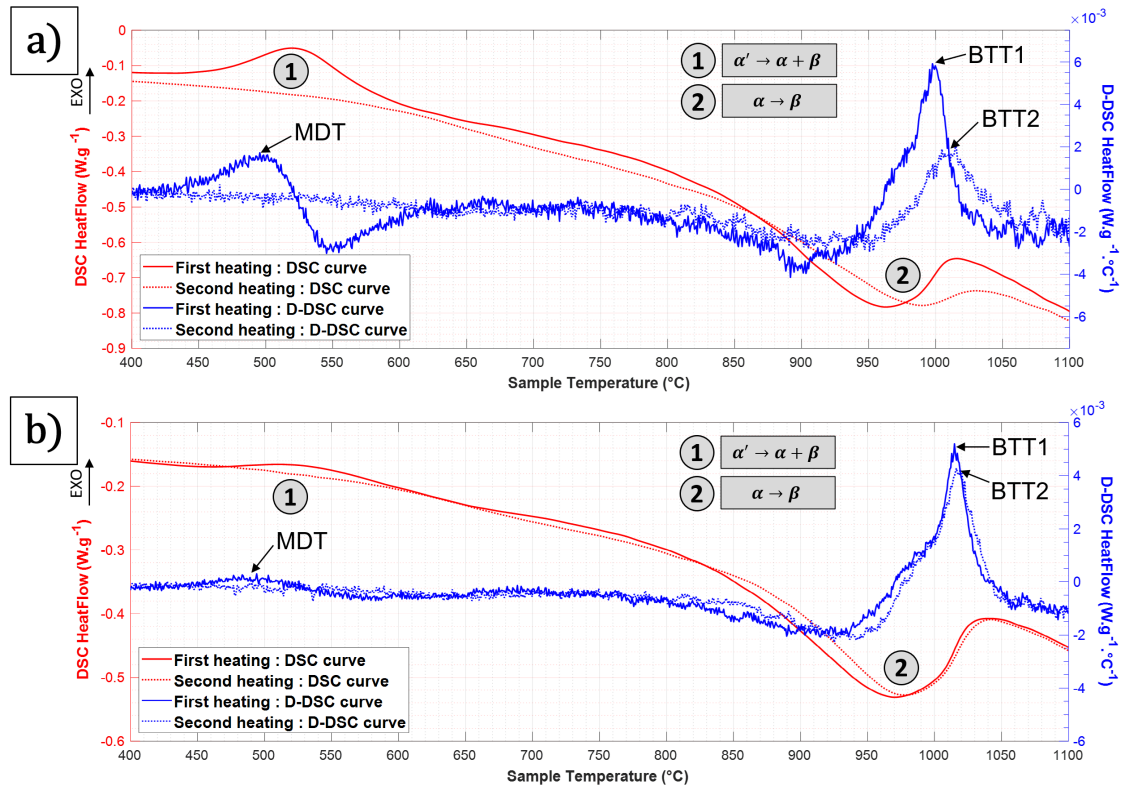 a)
×10⁻³
0
-0.1
-0.2
-0.3
-0.4
-0.5
-0.6
-0.7
-0.8
-0.9
DSC HeatFlow (W.g⁻¹)
EXO
1
MDT
1 α′ → α + β
2 α → β
BTT1
BTT2
2
6
4
2
0
-2
-4
-6
D-DSC HeatFlow (W.g⁻¹.°C⁻¹)
First heating : DSC curve
Second heating : DSC curve
First heating : D-DSC curve
Second heating : D-DSC curve
400 450 500 550 600 650 700 750 800 850 900 950 1000 1050 1100
Sample Temperature (°C)
b)
×10⁻³
-0.1
-0.2
-0.3
-0.4
-0.5
-0.6
DSC HeatFlow (W.g⁻¹)
EXO
1
MDT
1 α′ → α + β
2 α → β
BTT1
BTT2
2
6
4
2
0
-2
-4
-6
D-DSC HeatFlow (W.g⁻¹.°C⁻¹)
First heating : DSC curve
Second heating : DSC curve
First heating : D-DSC curve
Second heating : D-DSC curve
400 450 500 550 600 650 700 750 800 850 900 950 1000 1050 1100
Sample Temperature (°C)